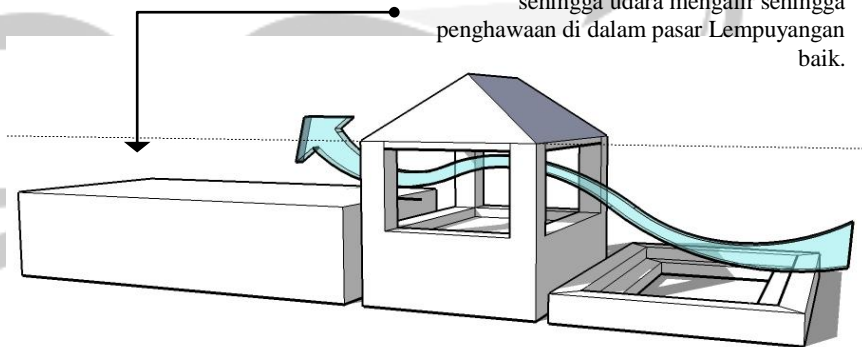 sehingga udara mengalir sehingga
penghawaan di dalam pasar Lempuyangan
baik.